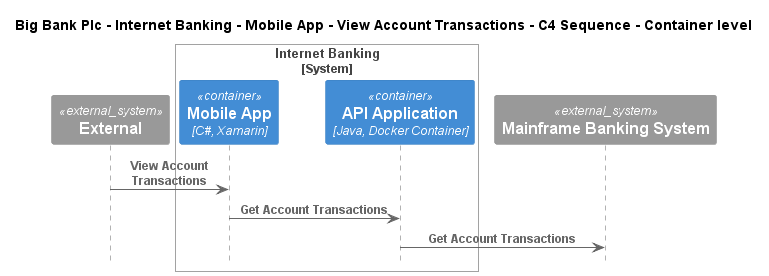 Big Bank Plc - Internet Banking - Mobile App - View Account Transactions - C4 Sequence - Container level
Internet Banking
[System]
«external_system»
External
«container»
Mobile App
[C#, Xamarin]
«container»
API Application
[Java, Docker Container]
«external_system»
Mainframe Banking System
View Account
Transactions
Get Account Transactions
Get Account Transactions